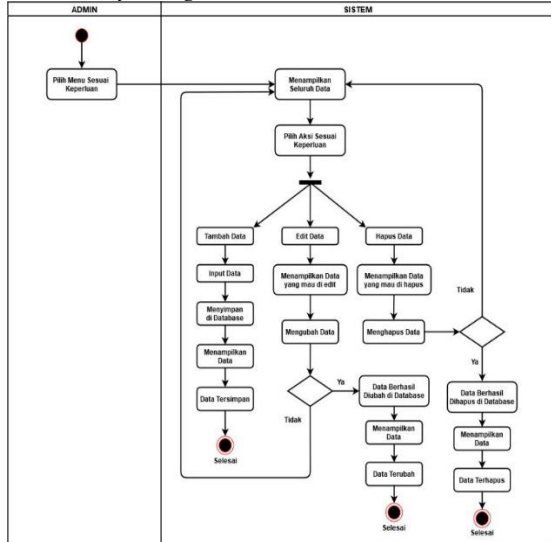 ADMIN
SISTEM
Pilih Menu Sesuai
Keperluan
Menampilkan
Seluruh Data
Pilih Aksi Sesuai
Keperluan
Tambah Data
Edit Data
Hapus Data
Input Data
Menampilkan Data
yang mau di edit
Menampilkan Data
yang mau di hapus
Tidak
Menyimpan
di Database
Mengubah Data
Menghapus Data
Menampilkan
Data
Ya
Ya
Data Tersimpan
Data Berhasil
Diubah di Database
Data Berhasil
Dihapus di Database
Tidak
Menampilkan
Data
Menampilkan
Data
Selesai
Data Terubah
Data Terhapus
Selesai
Selesai